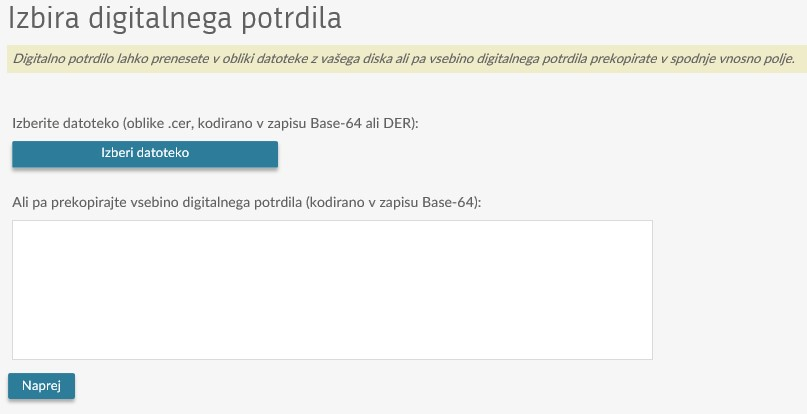 Izbira digitalnega potrdila
Digitalno potrdilo lahko prenesete v obliki datoteke z vašega diska ali pa vsebino digitalnega potrdila prekopirate v spodnje vnosno polje.
Izberite datoteko (oblike .cer, kodirano v zapisu Base-64 ali DER):
Izberi datoteko
Ali pa prekopirajte vsebino digitalnega potrdila (kodirano v zapisu Base-64):
Naprej